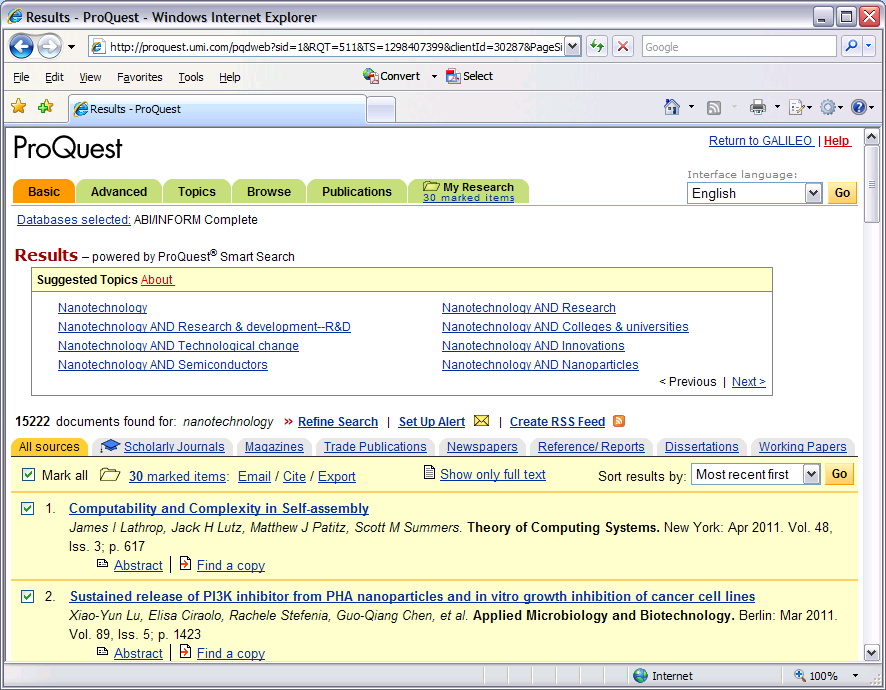 Results - ProQuest - Windows Internet Explorer
http://proquest.umi.com/pqdweb?sid=1&RQT=511&TS=1298407399&clientId=30287&PageSi
Google
File Edit View Favorites Tools Help Convert Select
Results - ProQuest
ProQuest
Return to GALILEO | Help
Interface language:
Basic Advanced Topics Browse Publications My Research
30 marked items
English Go
Databases selected: ABI/INFORM Complete
Results – powered by ProQuest® Smart Search
Suggested Topics About
Nanotechnology Nanotechnology AND Research
Nanotechnology AND Research & development--R&D Nanotechnology AND Colleges & universities
Nanotechnology AND Technological change Nanotechnology AND Innovations
Nanotechnology AND Semiconductors Nanotechnology AND Nanoparticles
< Previous | Next >
15222 documents found for: nanotechnology » Refine Search | Set Up Alert | Create RSS Feed
All sources Scholarly Journals Magazines Trade Publications Newspapers Reference/ Reports Dissertations Working Papers
Mark all 30 marked items: Email / Cite / Export Show only full text Sort results by: Most recent first Go
1. Computability and Complexity in Self-assembly
James I Lathrop, Jack H Lutz, Matthew J Patitz, Scott M Summers. Theory of Computing Systems. New York: Apr 2011. Vol. 48,
Iss. 3; p. 617
Abstract | Find a copy
2. Sustained release of PI3K inhibitor from PHA nanoparticles and in vitro growth inhibition of cancer cell lines
Xiao-Yun Lu, Elisa Ciraolo, Rachele Stefenia, Guo-Qiang Chen, et al. Applied Microbiology and Biotechnology. Berlin: Mar 2011.
Vol. 89, Iss. 5; p. 1423
Abstract | Find a copy
Internet 100%